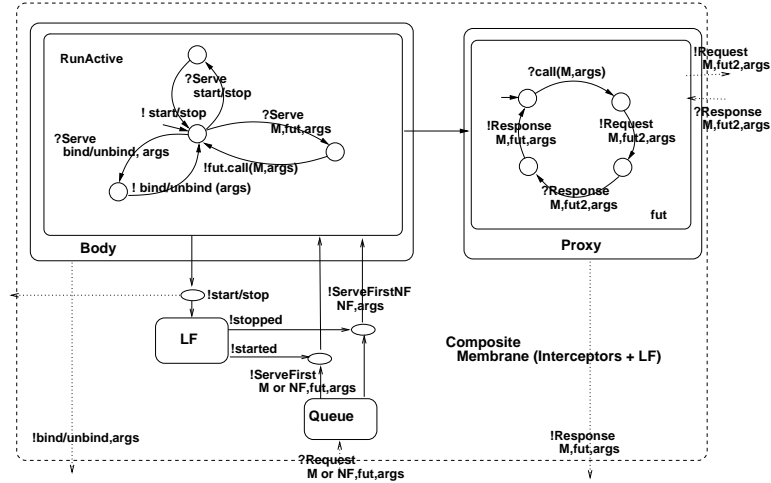 RunActive
?Serve
start/stop
! start/stop
?Serve
M,fut,args
?Serve
bind/unbind, args
!fut.call(M,args)
! bind/unbind (args)
Body
?call(M,args)
!Response
M,fut,args
!Request
M,fut2,args
?Response
M,fut2,args
fut
Proxy
!Request
M,fut2,args
?Response
M,fut2,args
!start/stop
!ServeFirstNF
NF,args
LF
!stopped
!started
!ServeFirst
M or NF,fut,args
Queue
Composite
Membrane (Interceptors + LF)
!bind/unbind,args
?Request
M or NF,fut,args
!Response
M,fut,args